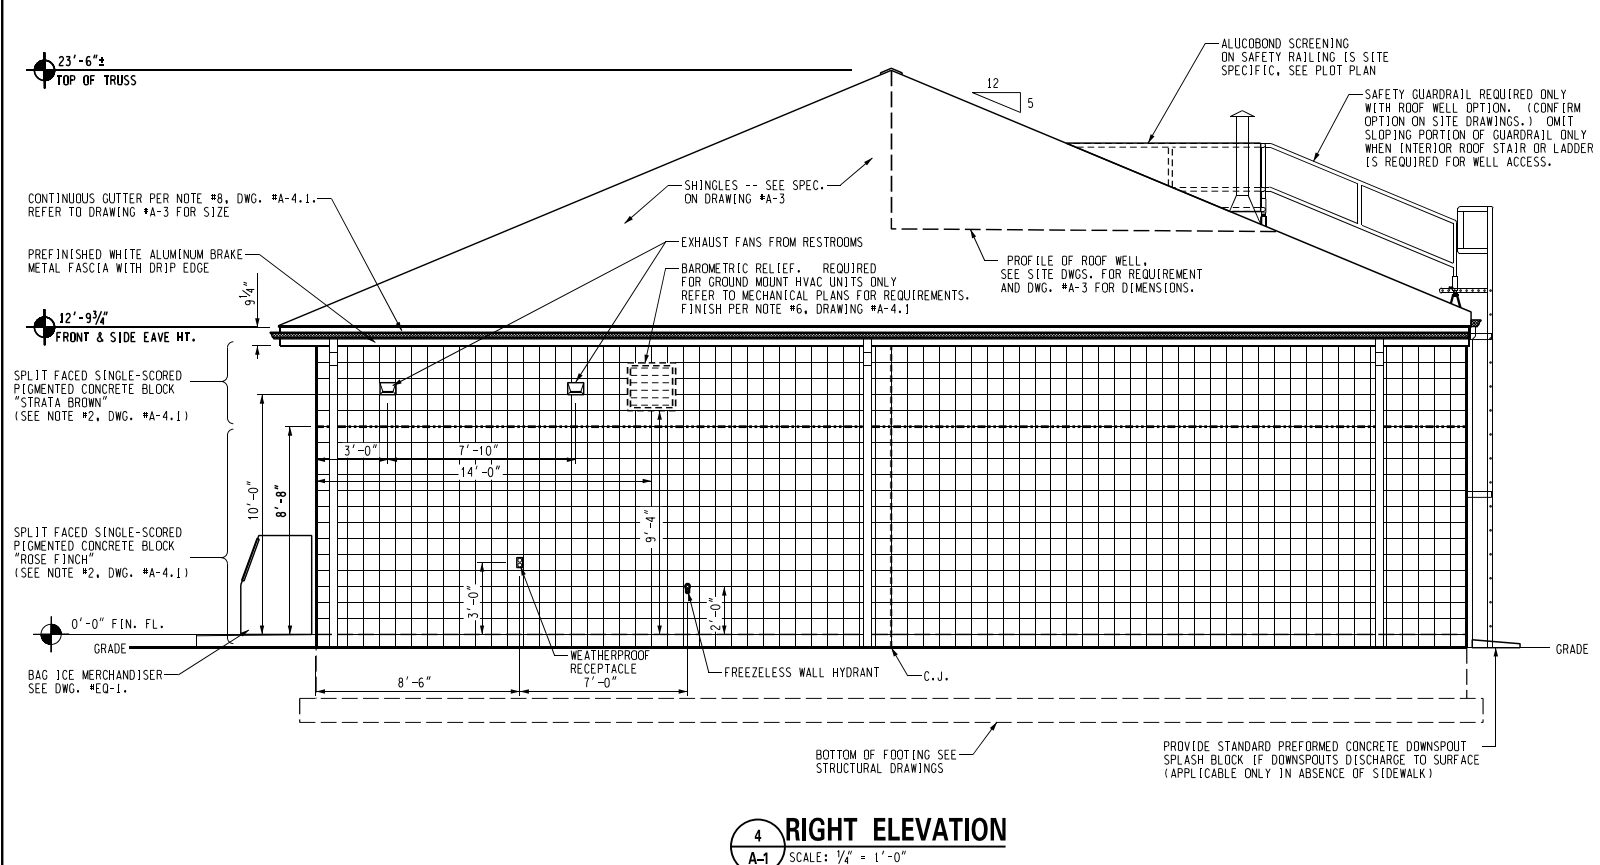 23'-6"±
TOP OF TRUSS
12
5
ALUCOBOND SCREENING
ON SAFETY RAILING IS SITE
SPECIFIC, SEE PLOT PLAN
SAFETY GUARDRAIL REQUIRED ONLY
WITH ROOF WELL OPTION. (CONFIRM
OPTION ON SITE DRAWINGS.) OMIT
SLOPING PORTION OF GUARDRAIL ONLY
WHEN INTERIOR ROOF STAIR OR LADDER
IS REQUIRED FOR WELL ACCESS.
CONTINUOUS GUTTER PER NOTE #8, DWG. #A-4.1.
REFER TO DRAWING #A-3 FOR SIZE
SHINGLES -- SEE SPEC.
ON DRAWING #A-3
PREFINISHED WHITE ALUMINUM BRAKE
METAL FASCIA WITH DRIP EDGE
EXHAUST FANS FROM RESTROOMS
BAROMETRIC RELIEF. REQUIRED
FOR GROUND MOUNT HVAC UNITS ONLY
REFER TO MECHANICAL PLANS FOR REQUIREMENTS.
FINISH PER NOTE #6, DRAWING #A-4.1
PROFILE OF ROOF WELL,
SEE SITE DWGS. FOR REQUIREMENT
AND DWG. #A-3 FOR DIMENSIONS.
9¼"
12'-9¾"
FRONT & SIDE EAVE HT.
SPLIT FACED SINGLE-SCORED
PIGMENTED CONCRETE BLOCK
"STRATA BROWN"
(SEE NOTE #2, DWG. #A-4.1)
3'-0"
7'-10"
14'-0"
10'-0"
8'-8"
9'-4"
SPLIT FACED SINGLE-SCORED
PIGMENTED CONCRETE BLOCK
"ROSE FINCH"
(SEE NOTE #2, DWG. #A-4.1)
3'-0"
2'-0"
0'-0" FIN. FL.
GRADE
GRADE
WEATHERPROOF
RECEPTACLE
FREEZELESS WALL HYDRANT
C.J.
BAG ICE MERCHANDISER
SEE DWG. #EQ-1.
8'-6"
7'-0"
BOTTOM OF FOOTING SEE
STRUCTURAL DRAWINGS
PROVIDE STANDARD PREFORMED CONCRETE DOWNSPOUT
SPLASH BLOCK IF DOWNSPOUTS DISCHARGE TO SURFACE
(APPLICABLE ONLY IN ABSENCE OF SIDEWALK)
4
A-1
RIGHT ELEVATION
SCALE: ¼" = 1'-0"